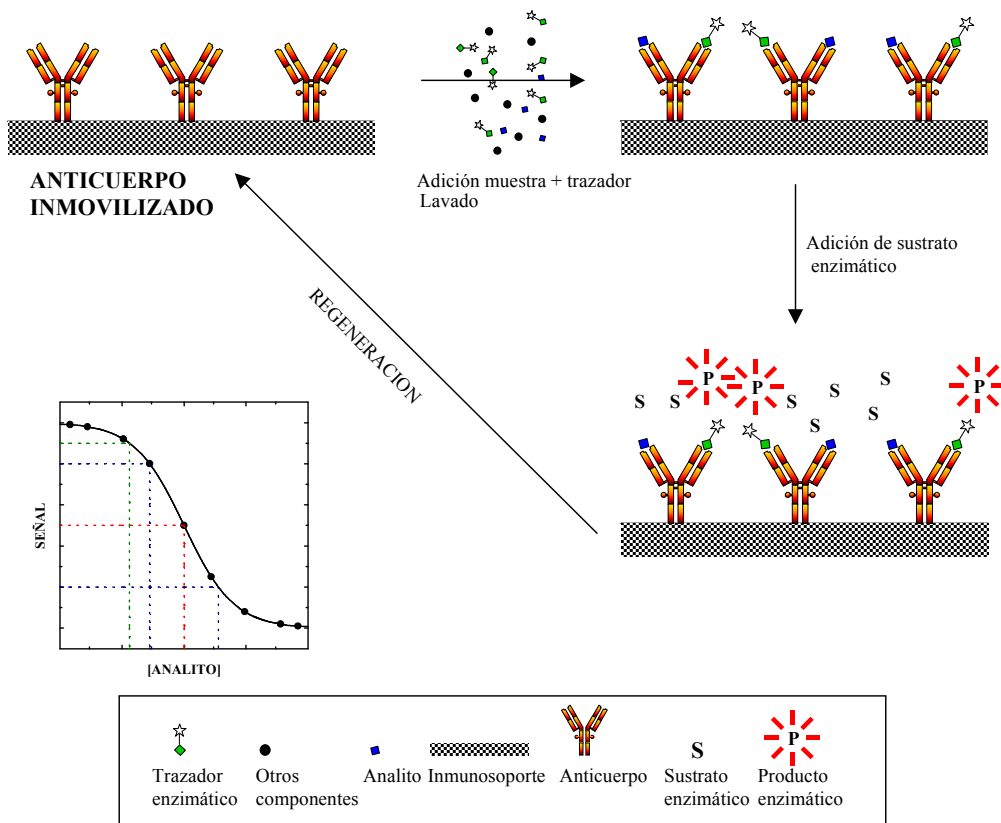 ANTICUERPO
INMOVILIZADO
Adición muestra + trazador
Lavado
Adición de sustrato
enzimático
REGENERACION
P
P
P
S
S
S
S
S
S
SEÑAL
[ANALITO]
S
P
Trazador
enzimático
Otros
componentes
Analito
Inmunosoporte
Anticuerpo
Sustrato
enzimático
Producto
enzimático